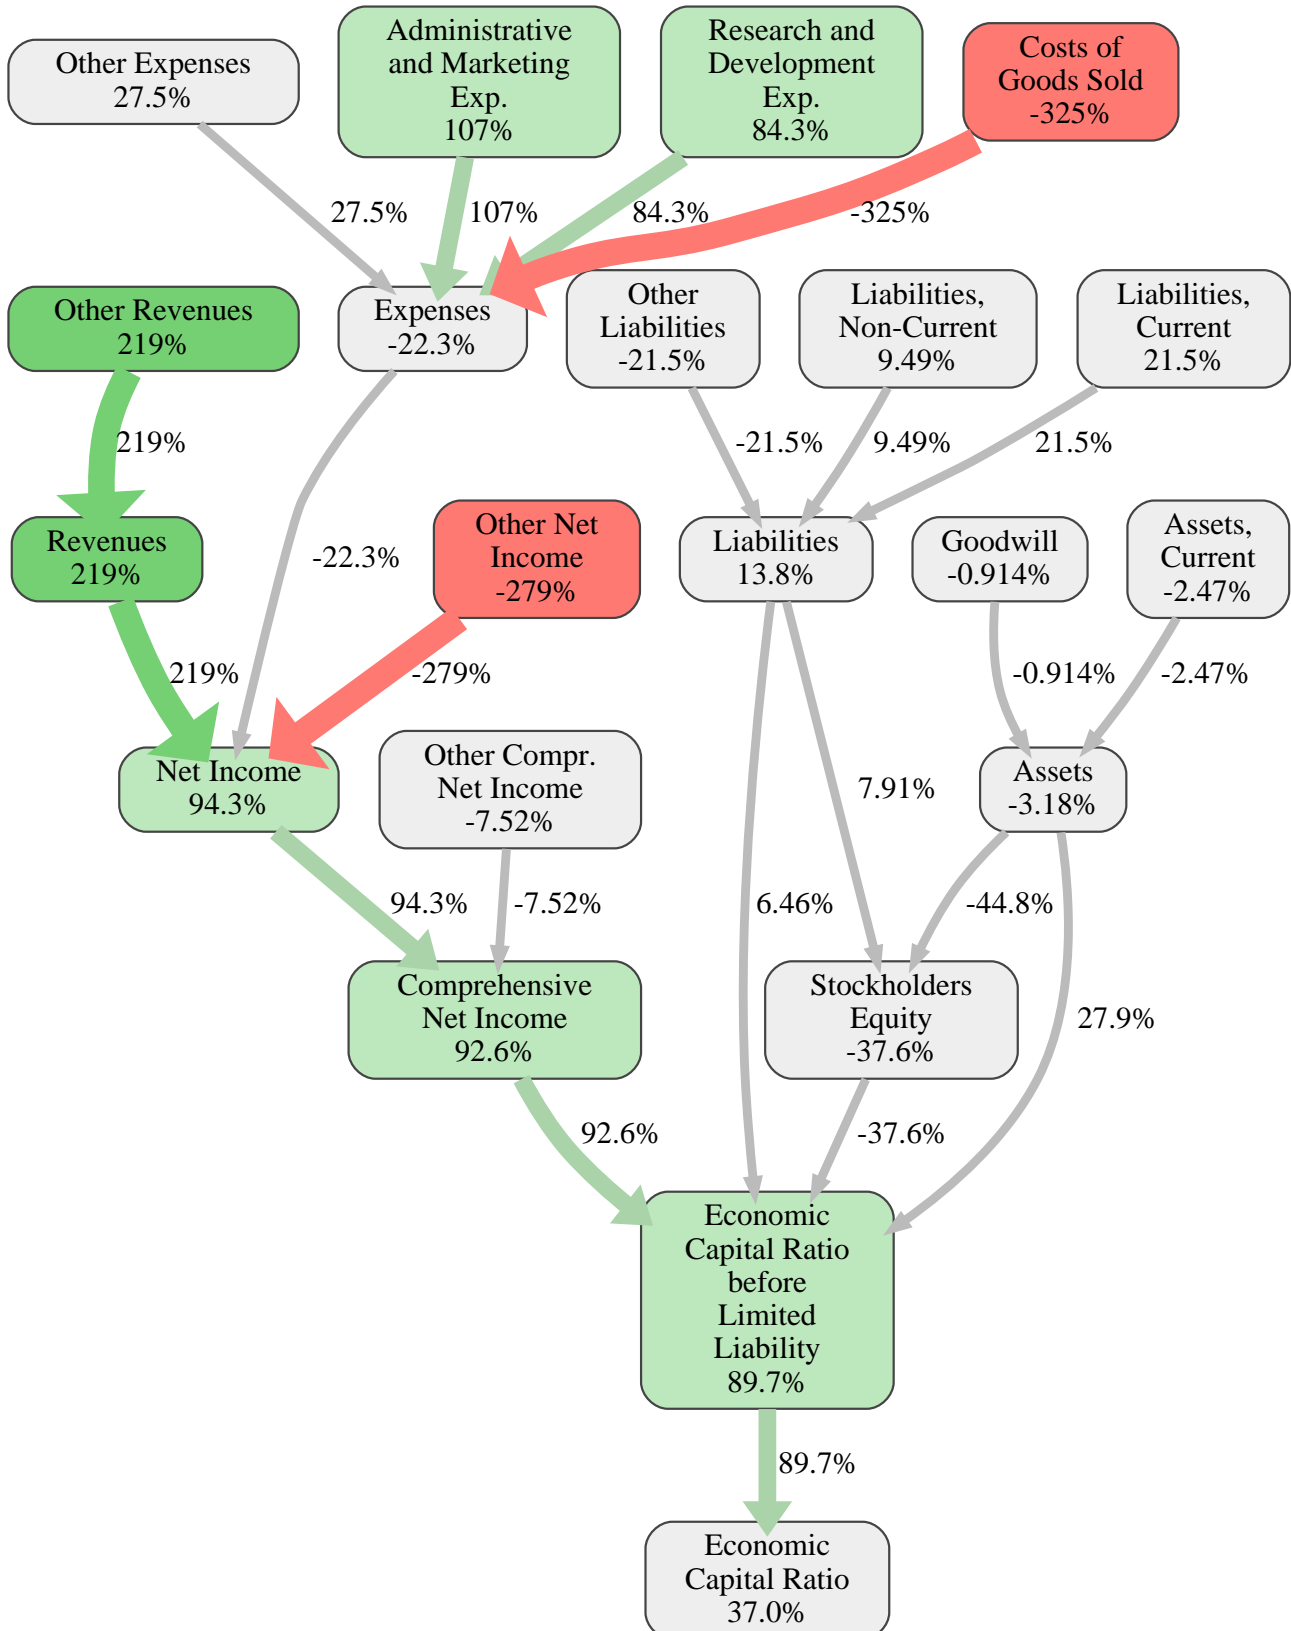 Other Expenses
27.5%
Administrative
and Marketing
Exp.
107%
Research and
Development
Exp.
84.3%
Costs of
Goods Sold
-325%
27.5%
107%
84.3%
-325%
Other Revenues
219%
Expenses
-22.3%
Other
Liabilities
-21.5%
Liabilities,
Non-Current
9.49%
Liabilities,
Current
21.5%
219%
-21.5%
9.49%
21.5%
Revenues
219%
-22.3%
Other Net
Income
-279%
Liabilities
13.8%
Goodwill
-0.914%
Assets,
Current
-2.47%
219%
-279%
-0.914%
-2.47%
Net Income
94.3%
Other Compr.
Net Income
-7.52%
7.91%
Assets
-3.18%
94.3%
-7.52%
6.46%
-44.8%
Comprehensive
Net Income
92.6%
Stockholders
Equity
-37.6%
27.9%
92.6%
-37.6%
Economic
Capital Ratio
before
Limited
Liability
89.7%
89.7%
Economic
Capital Ratio
37.0%